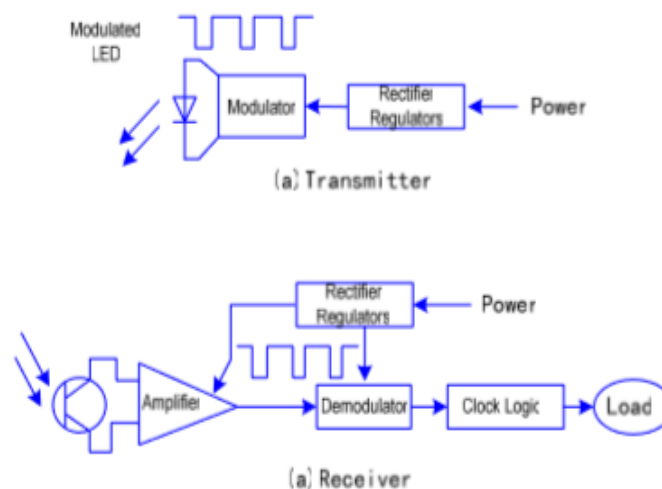 Modulated
LED
Modulator
Rectifier
Regulators
Power
(a) Transmitter
Rectifier
Regulators
Power
Amplifier
Demodulator
Clock Logic
Load
(a) Receiver